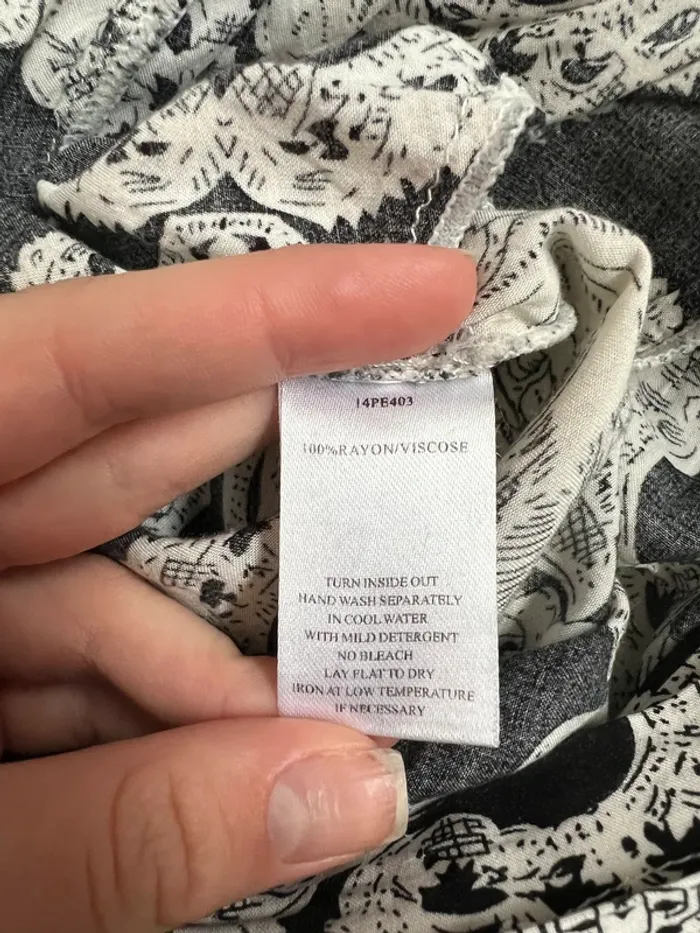 14PE403
100%RAYON/VISCOSE
TURN INSIDE OUT
HAND WASH SEPARATELY
IN COOL WATER
WITH MILD DETERGENT
NO BLEACH
LAY FLAT TO DRY
IRON AT LOW TEMPERATURE
IF NECESSARY